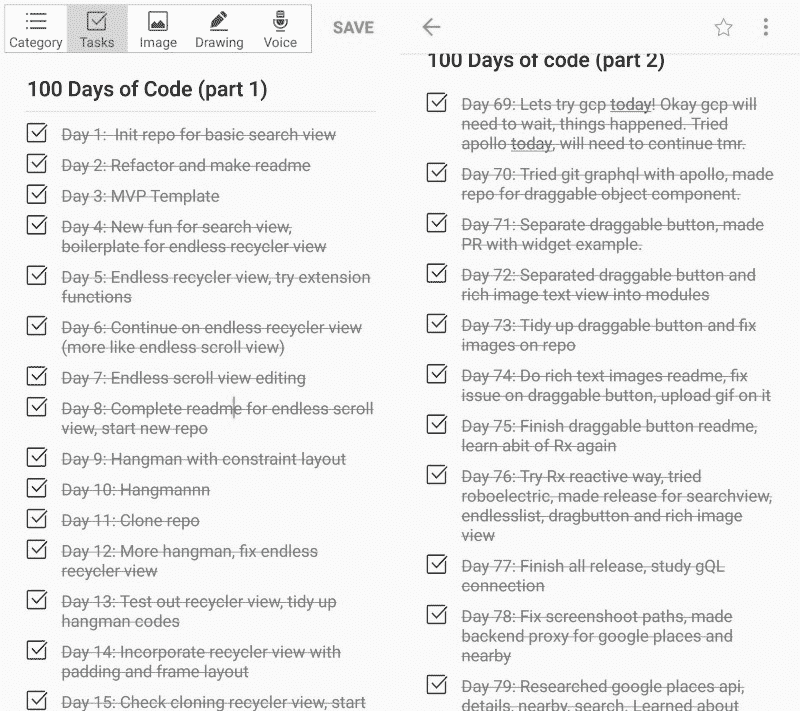 Category Tasks Image Drawing Voice SAVE
100 Days of Code (part 1)
Day 1: Init repo for basic search view
Day 2: Refactor and make readme
Day 3: MVP Template
Day 4: New fun for search view,
boilerplate for endless recycler view
Day 5: Endless recycler view, try extension
functions
Day 6: Continue on endless recycler view
(more like endless scroll view)
Day 7: Endless scroll view editing
Day 8: Complete readme for endless scroll
view, start new repo
Day 9: Hangman with constraint layout
Day 10: Hangmannn
Day 11: Clone repo
Day 12: More hangman, fix endless
recycler view
Day 13: Test out recycler view, tidy up
hangman codes
Day 14: Incorporate recycler view with
padding and frame layout
Day 15: Check cloning recycler view, start
100 Days of code (part 2)
Day 69: Lets try gcp today! Okay gcp will
need to wait, things happened. Tried
apollo today, will need to continue tmr.
Day 70: Tried git graphql with apollo, made
repo for draggable object component.
Day 71: Separate draggable button, made
PR with widget example.
Day 72: Separated draggable button and
rich image text view into modules
Day 73: Tidy up draggable button and fix
images on repo
Day 74: Do rich text images readme, fix
issue on draggable button, upload gif on it
Day 75: Finish draggable button readme,
learn abit of Rx again
Day 76: Try Rx reactive way, tried
roboelectric, made release for searchview,
endlesslist, dragbutton and rich image
view
Day 77: Finish all release, study gQL
connection
Day 78: Fix screenshoot paths, made
backend proxy for google places and
nearby
Day 79: Researched google places api,
details, nearby, search. Learned about